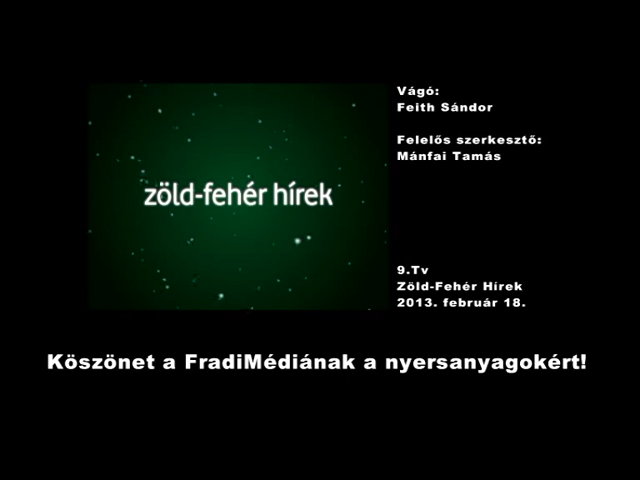 zöld-fehér hírek
Vágó:
Feith Sándor
Felelős szerkesztő:
Mánfai Tamás
9.Tv
Zöld-Fehér Hírek
2013. február 18.
Köszönet a FradiMédiának a nyersanyagokért!